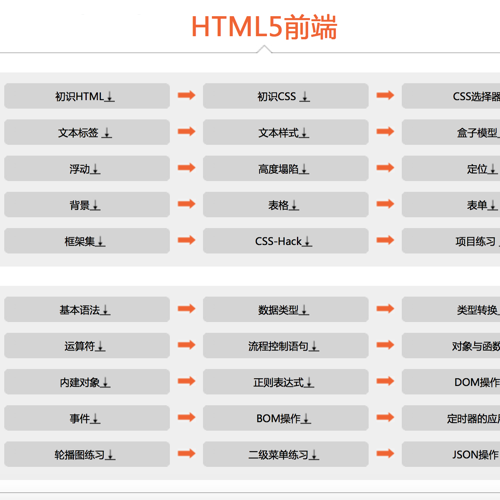 HTML5前端
初识HTML 初识CSS CSS选择器
文本标签 文本样式 盒子模型
浮动 高度塌陷 定位
背景 表格 表单
框架集 CSS-Hack 项目练习
基本语法 数据类型 类型转换
运算符 流程控制语句 对象与函数
内建对象 正则表达式 DOM操作
事件 BOM操作 定时器的应用
轮播图练习 二级菜单练习 JSON操作